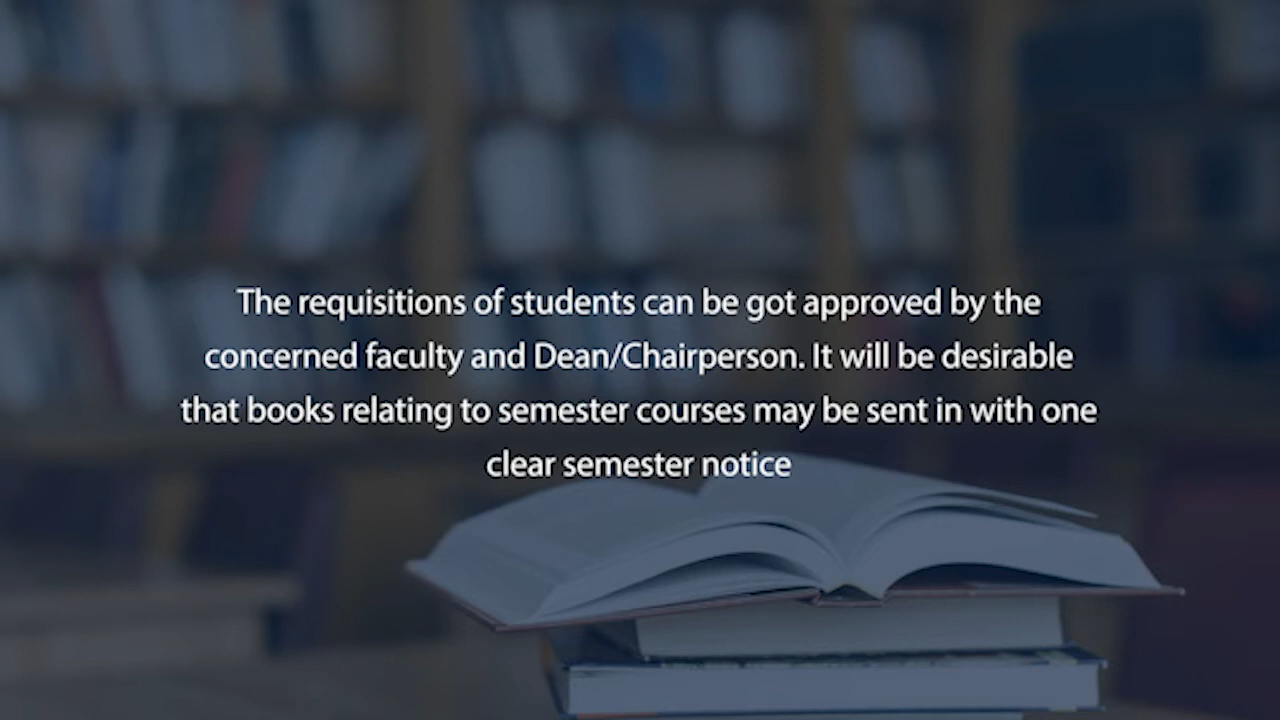 The requisitions of students can be got approved by the
concerned faculty and Dean/Chairperson. It will be desirable
that books relating to semester courses may be sent in with one
clear semester notice